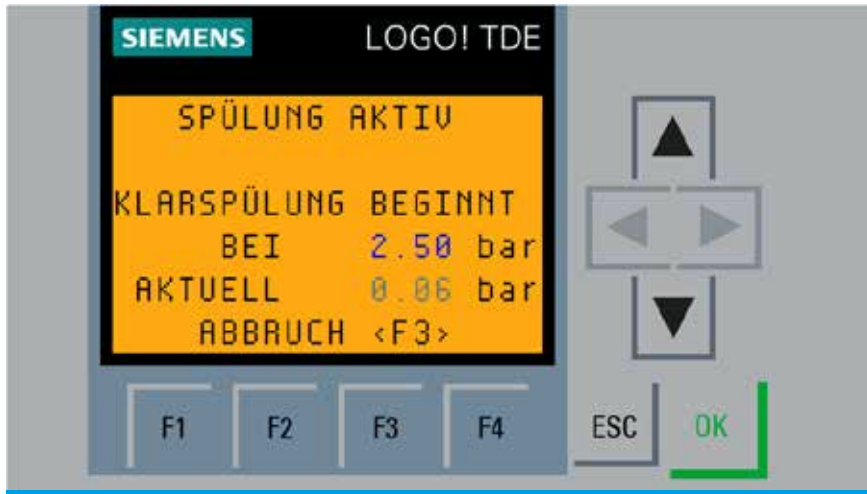 SIEMENS LOGO! TDE
SPÜLUNG AKTIV
KLARSPÜLUNG BEGINNT
BEI 2.50 bar
AKTUELL 0.06 bar
ABBRUCH <F3>
F1 F2 F3 F4 ESC OK